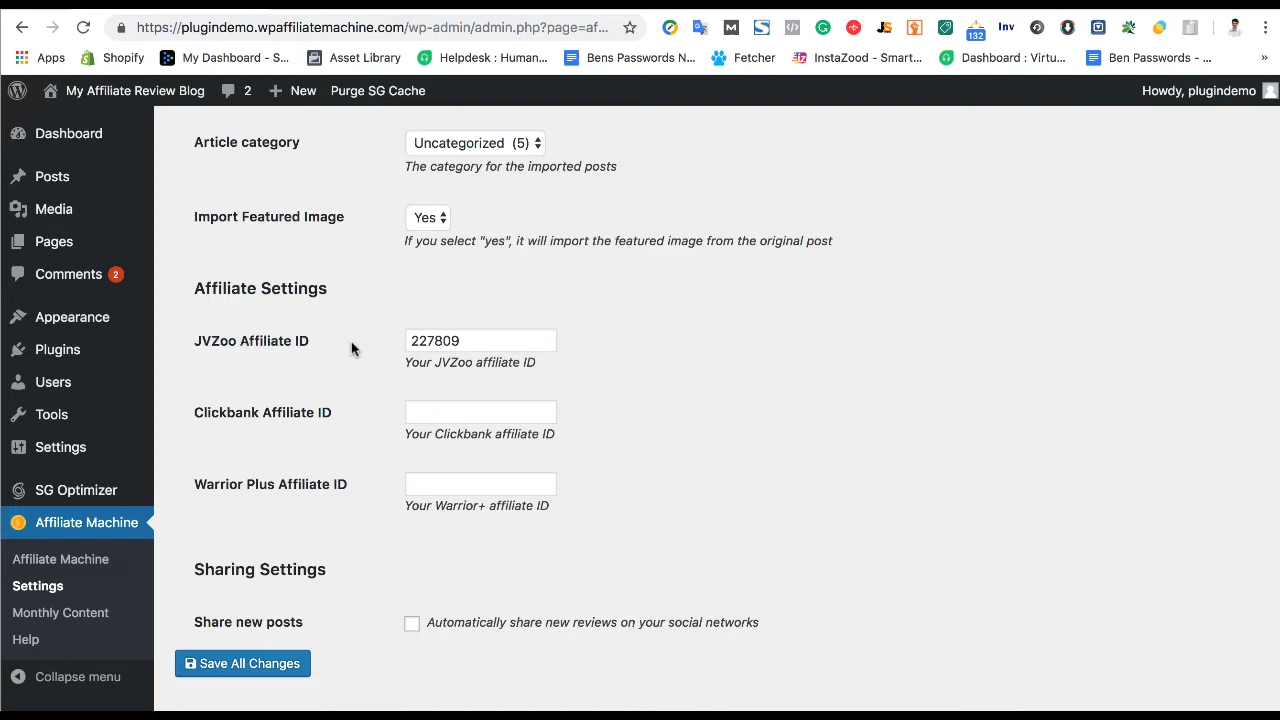 https://plugindemo.wpaffiliatemachine.com/wp-admin/admin.php?page=af...
132
Inv
Apps
Shopify
My Dashboard - S...
Asset Library
Helpdesk : Human...
Bens Passwords N...
Fetcher
InstaZood - Smart...
Dashboard : Virtu...
Ben Passwords - ...
»
My Affiliate Review Blog
2
New
Purge SG Cache
Howdy, plugindemo
Dashboard
Posts
Media
Pages
Comments 2
Appearance
Plugins
Users
Tools
Settings
SG Optimizer
Affiliate Machine
Affiliate Machine
Settings
Monthly Content
Help
Collapse menu
Article category
Uncategorized (5)
The category for the imported posts
Import Featured Image
Yes
If you select "yes", it will import the featured image from the original post
Affiliate Settings
JVZoo Affiliate ID
227809
Your JVZoo affiliate ID
Clickbank Affiliate ID
Your Clickbank affiliate ID
Warrior Plus Affiliate ID
Your Warrior+ affiliate ID
Sharing Settings
Share new posts
Automatically share new reviews on your social networks
Save All Changes